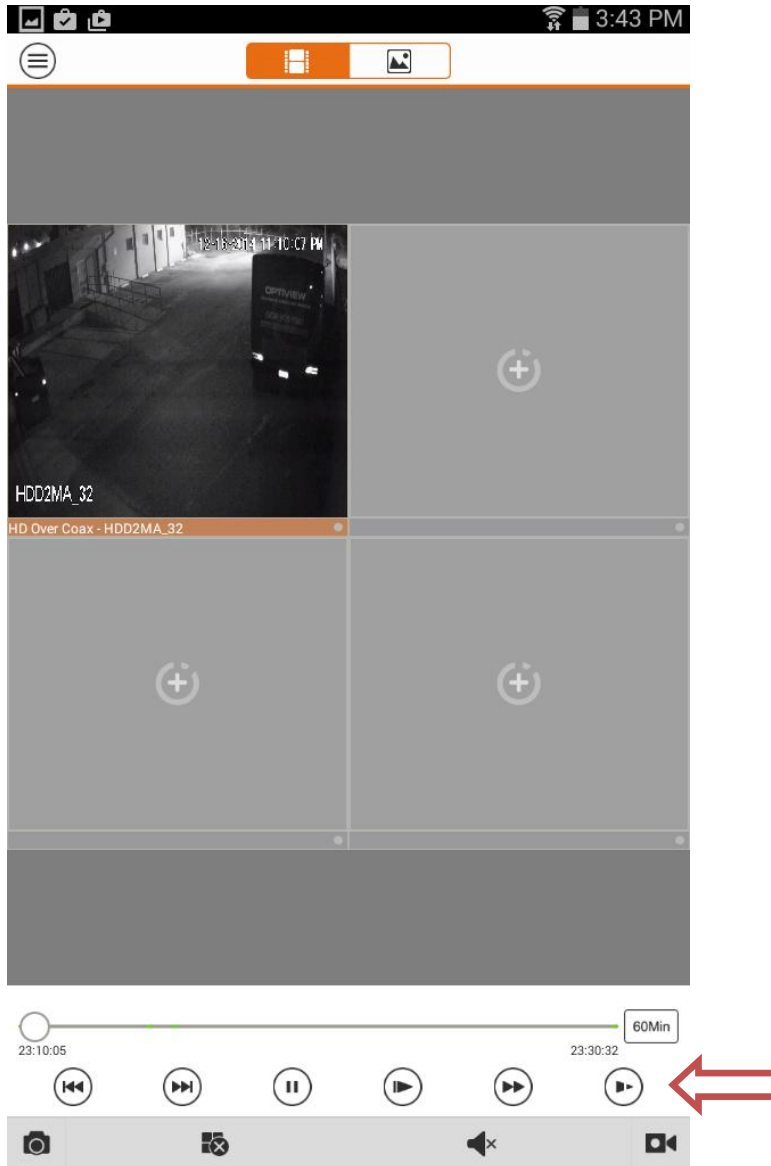 3:43 PM
12-16-2014 11:10:07 PM
OPTIVIEW
HDD2MA_32
HD Over Coax - HDD2MA_32
60Min
23:10:05
23:30:32